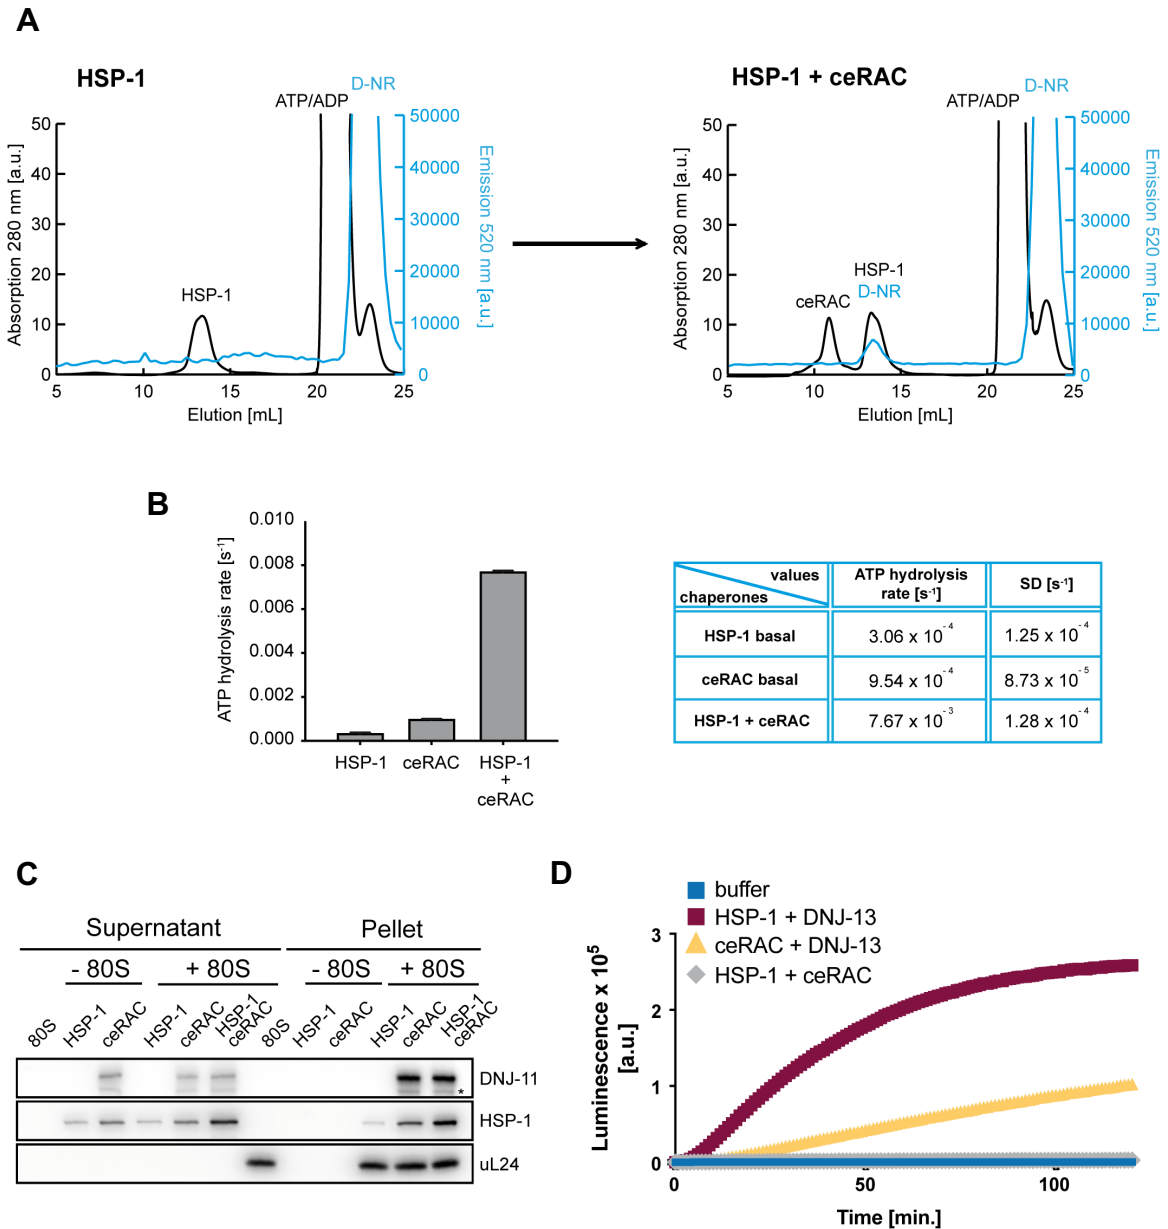 A
HSP-1
ATP/ADP
D-NR
HSP-1
Absorption 280 nm [a.u.]
50
40
30
20
10
0
50000
40000
30000
20000
10000
0
Emission 520 nm [a.u.]
5
10
15
20
25
Elution [mL]
HSP-1 + ceRAC
ATP/ADP
D-NR
HSP-1
D-NR
ceRAC
Absorption 280 nm [a.u.]
50
40
30
20
10
0
50000
40000
30000
20000
10000
0
Emission 520 nm [a.u.]
5
10
15
20
25
Elution [mL]
B
ATP hydrolysis rate [s-1]
0.010
0.008
0.006
0.004
0.002
0.000
HSP-1
ceRAC
HSP-1
+
ceRAC
values
chaperones
ATP hydrolysis
rate [s-1]
SD [s-1]
HSP-1 basal
3.06 x 10-4
1.25 x 10-4
ceRAC basal
9.54 x 10-4
8.73 x 10-5
HSP-1 + ceRAC
7.67 x 10-3
1.28 x 10-4
C
Supernatant
Pellet
- 80S
+ 80S
- 80S
+ 80S
80S
HSP-1
ceRAC
HSP-1
ceRAC
HSP-1
ceRAC
80S
HSP-1
ceRAC
HSP-1
ceRAC
HSP-1
ceRAC
DNJ-11
*
HSP-1
uL24
D
buffer
HSP-1 + DNJ-13
ceRAC + DNJ-13
HSP-1 + ceRAC
Luminescence x 105
[a.u.]
3
2
1
0
0
50
100
Time [min.]